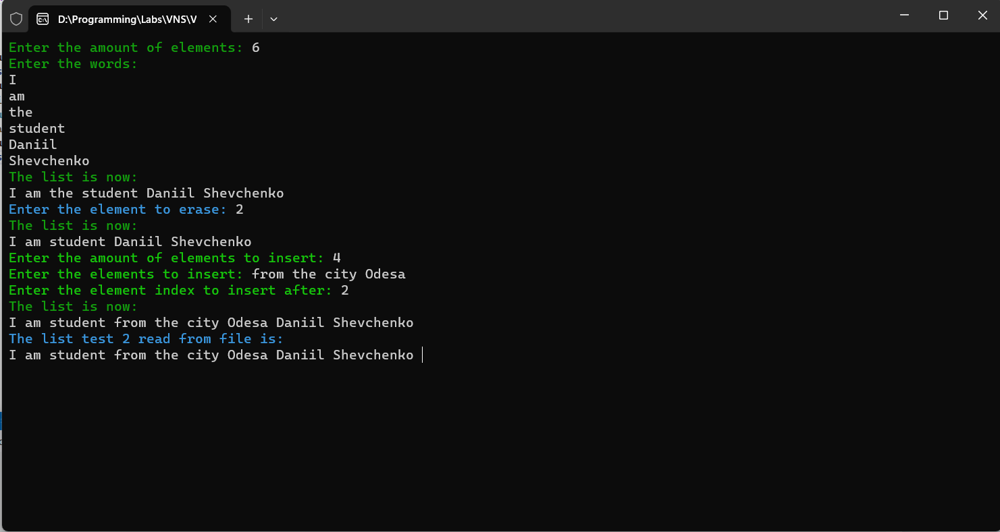 D:\Programming\Labs\VNS\V
Enter the amount of elements: 6
Enter the words:
I
am
the
student
Daniil
Shevchenko
The list is now:
I am the student Daniil Shevchenko
Enter the element to erase: 2
The list is now:
I am student Daniil Shevchenko
Enter the amount of elements to insert: 4
Enter the elements to insert: from the city Odesa
Enter the element index to insert after: 2
The list is now:
I am student from the city Odesa Daniil Shevchenko
The list test 2 read from file is:
I am student from the city Odesa Daniil Shevchenko